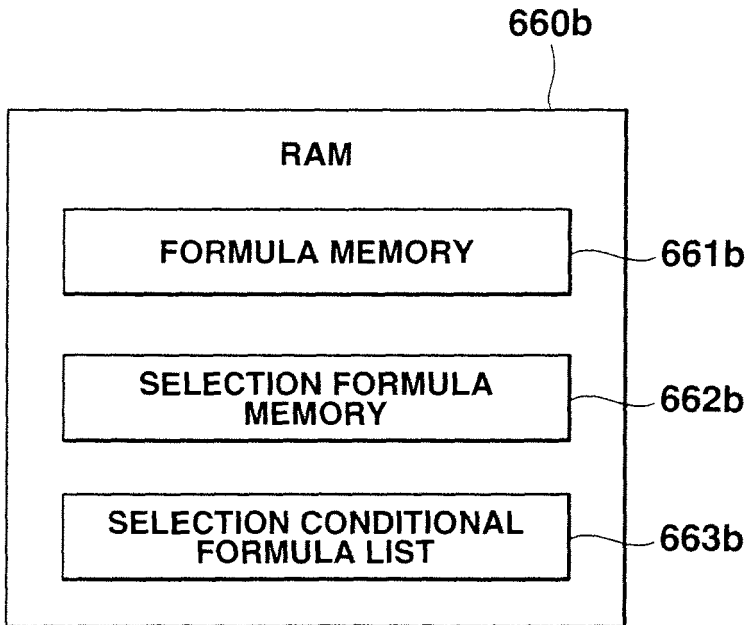 660b
RAM
FORMULA MEMORY
661b
SELECTION FORMULA
MEMORY
662b
SELECTION CONDITIONAL
FORMULA LIST
663b